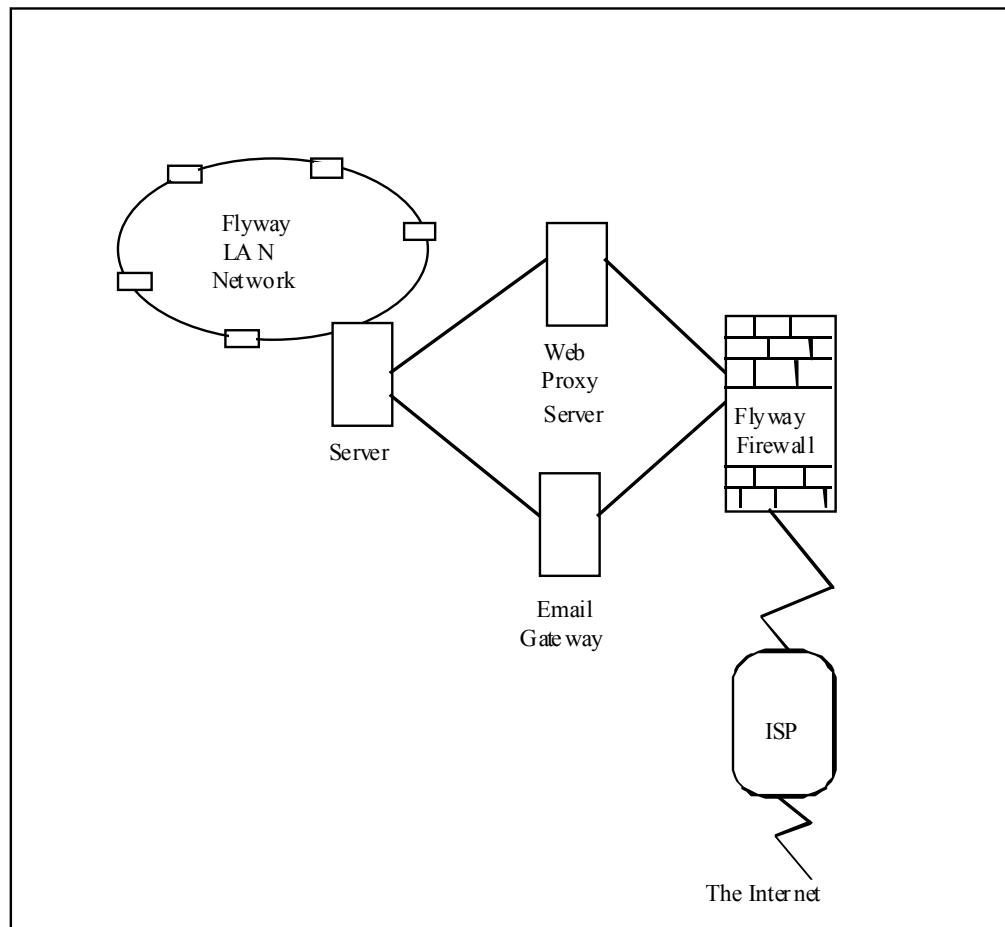 Flyway
LAN
Network
Web
Proxy
Server
Flyway
Firewall
Server
Email
Gateway
ISP
The Internet